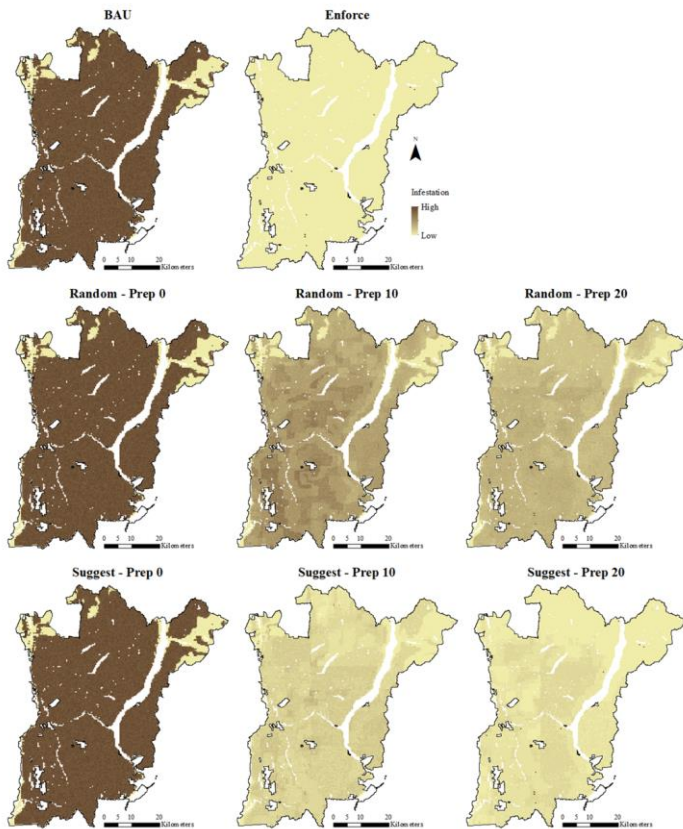 BAU
Enforce
N
Infestation
High
Low
0 5 10 20
Kilometers
0 5 10 20
Kilometers
Random - Prep 0
Random - Prep 10
Random - Prep 20
0 5 10 20
Kilometers
0 5 10 20
Kilometers
0 5 10 20
Kilometers
Suggest - Prep 0
Suggest - Prep 10
Suggest - Prep 20
0 5 10 20
Kilometers
0 5 10 20
Kilometers
0 5 10 20
Kilometers